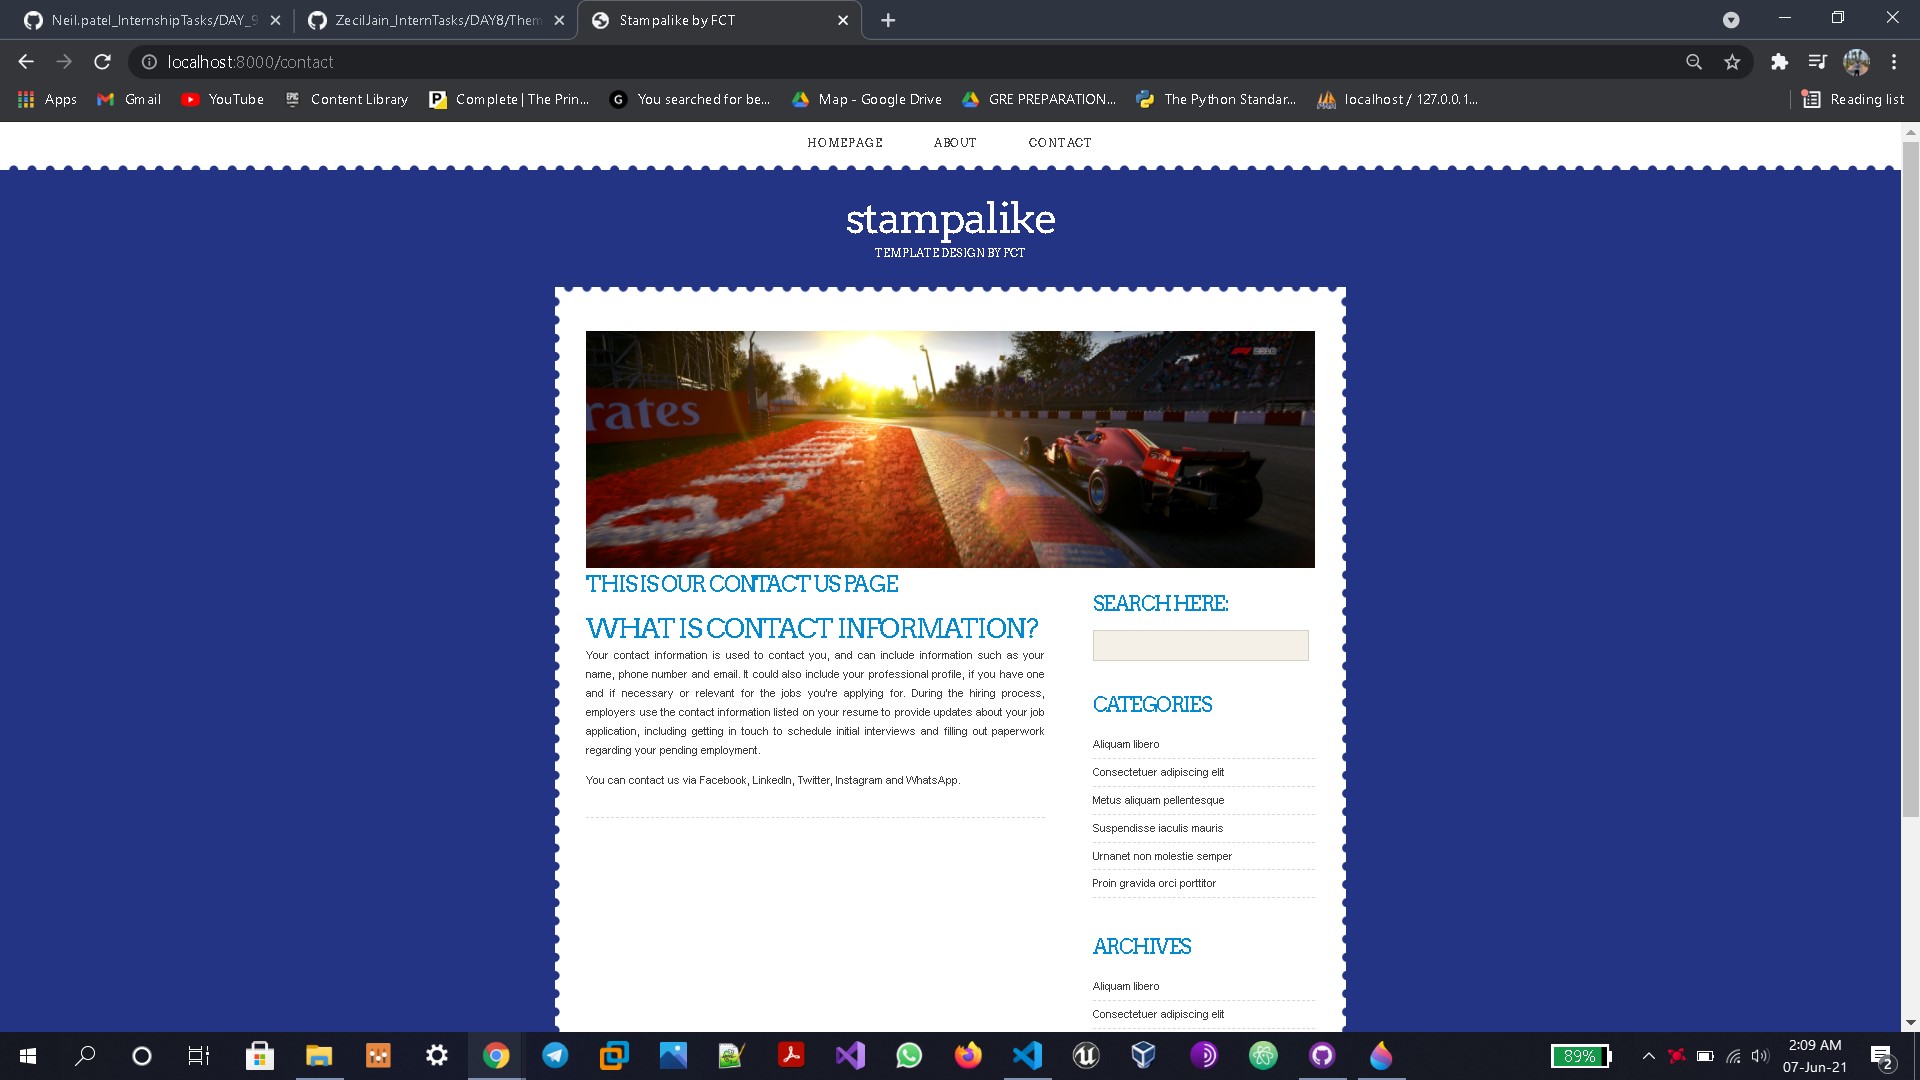 Neil.patel_InternshipTasks/DAY_9
ZecilJain_InternTasks/DAY8/Them
Stampalike by FCT
localhost:8000/contact
Apps
Gmail
YouTube
EPIC
Content Library
Complete | The Prin...
G
You searched for be...
Map - Google Drive
GRE PREPARATION...
The Python Standar...
localhost / 127.0.0.1...
Reading list
HOMEPAGE
ABOUT
CONTACT
stampalike
TEMPLATE DESIGN BY FCT
rates
THIS IS OUR CONTACT US PAGE
WHAT IS CONTACT INFORMATION?
Your contact information is used to contact you, and can include information such as your
name, phone number and email. It could also include your professional profile, if you have one
and if necessary or relevant for the jobs you're applying for. During the hiring process,
employers use the contact information listed on your resume to provide updates about your job
application, including getting in touch to schedule initial interviews and filling out paperwork
regarding your pending employment.
You can contact us via Facebook, LinkedIn, Twitter, Instagram and WhatsApp.
SEARCH HERE:
CATEGORIES
Aliquam libero
Consectetuer adipiscing elit
Metus aliquam pellentesque
Suspendisse iaculis mauris
Urnanet non molestie semper
Proin gravida orci porttitor
ARCHIVES
Aliquam libero
Consectetuer adipiscing elit
89%
2:09 AM
07-Jun-21
2